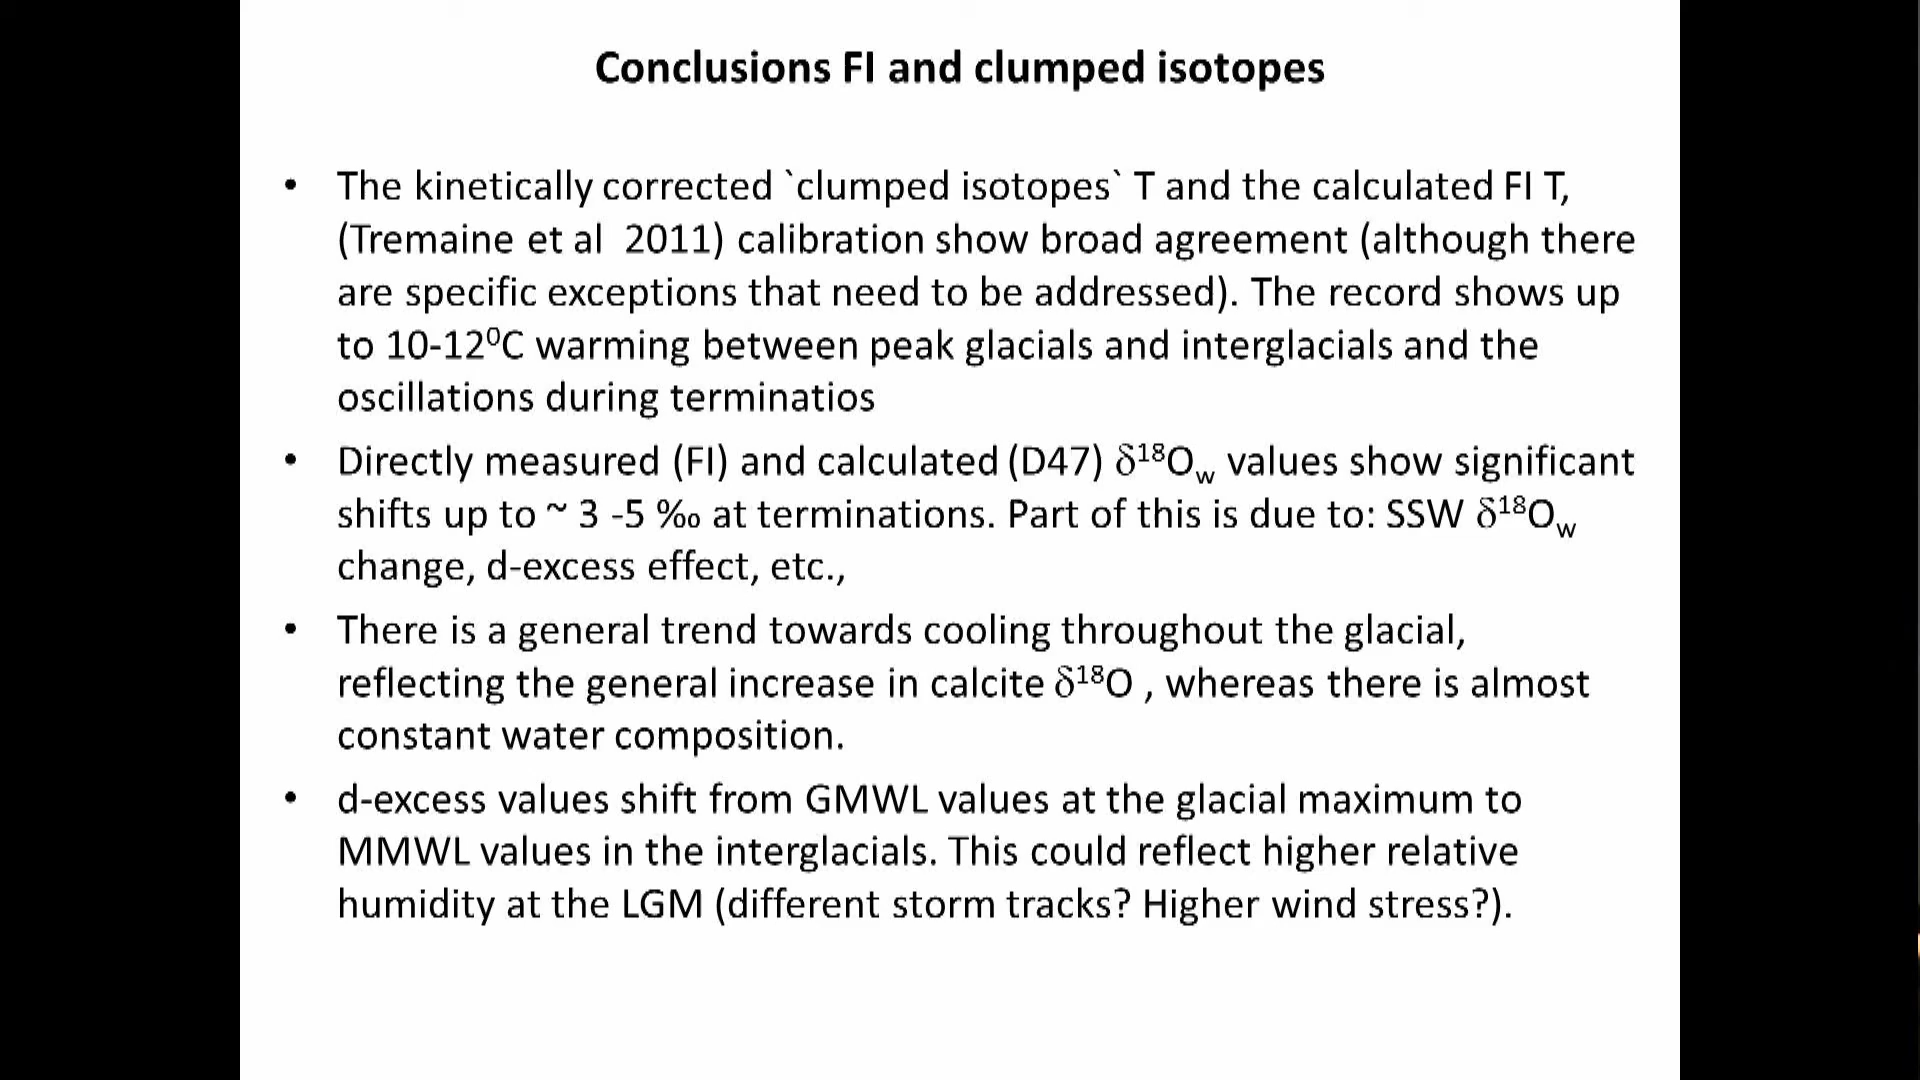 Conclusions FI and clumped isotopes
• The kinetically corrected `clumped isotopes` T and the calculated FI T,
(Tremaine et al  2011) calibration show broad agreement (although there
are specific exceptions that need to be addressed). The record shows up
to 10-12⁰C warming between peak glacials and interglacials and the
oscillations during terminatios
• Directly measured (FI) and calculated (D47) δ¹⁸O_w values show significant
shifts up to ~ 3 -5 ‰ at terminations. Part of this is due to: SSW δ¹⁸O_w
change, d-excess effect, etc.,
• There is a general trend towards cooling throughout the glacial,
reflecting the general increase in calcite δ¹⁸O , whereas there is almost
constant water composition.
• d-excess values shift from GMWL values at the glacial maximum to
MMWL values in the interglacials. This could reflect higher relative
humidity at the LGM (different storm tracks? Higher wind stress?).